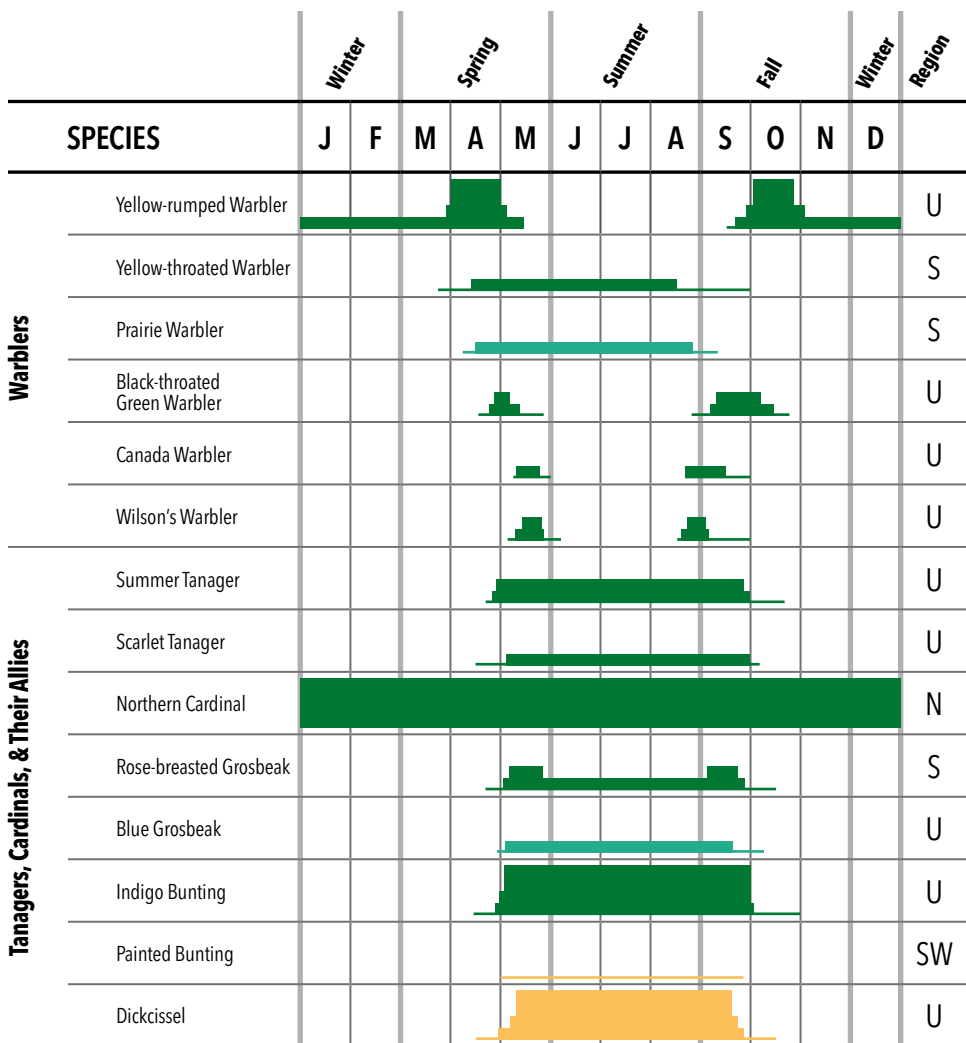 Winter
Spring
Summer
Fall
Winter
Region
SPECIES J F M A M J J A S O N D
Warblers
Yellow-rumped Warbler U
Yellow-throated Warbler S
Prairie Warbler S
Black-throated
Green Warbler U
Canada Warbler U
Wilson’s Warbler U
Tanagers, Cardinals, & Their Allies
Summer Tanager U
Scarlet Tanager U
Northern Cardinal N
Rose-breasted Grosbeak S
Blue Grosbeak U
Indigo Bunting U
Painted Bunting SW
Dickcissel U